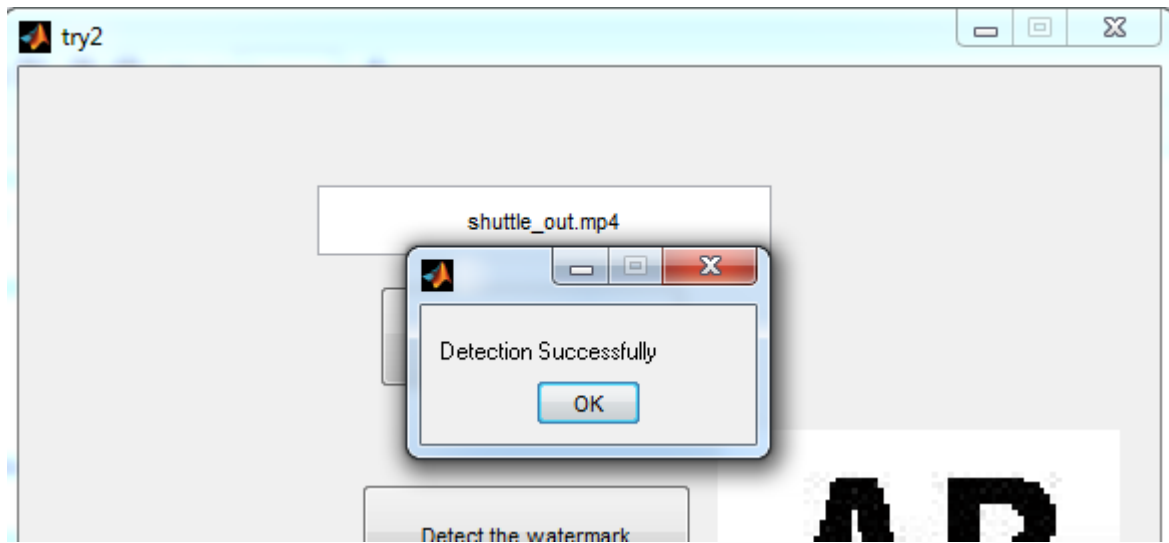 try2
shuttle_out.mp4
Detection Successfully
OK
Detect the watermark